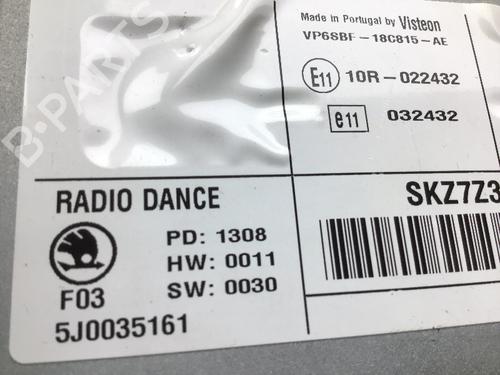 Made in Portugal by Visteon
VP6SBF-18C815-AE
E11 10R-022432
e11 032432
RADIO DANCE
SKZ7Z3
PD: 1308
HW: 0011
SW: 0030
F03
5J0035161
B-PARTS